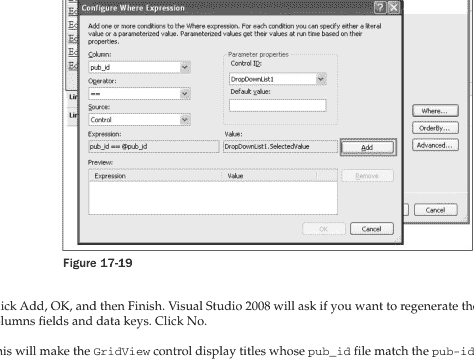 Configure Where Expression
Add one or more conditions to the Where expression. For each condition you can specify either a literal
value or a parameterized value. Parameterized values get their values at run time based on their
properties.
Column:
pub_id
Operator:
==
Source:
Control
Parameter properties
Control ID:
DropDownList1
Default value:
Expression:
pub_id == @pub_id
Value:
DropDownList1.SelectedValue
Add
Preview:
Expression Value
Remove
OK Cancel
Where...
OrderBy...
Advanced...
Cancel
Figure 17-19
ick Add, OK, and then Finish. Visual Studio 2008 will ask if you want to regenerate the
olumns fields and data keys. Click No.
his will make the GridView control display titles whose pub_id file match the pub-id